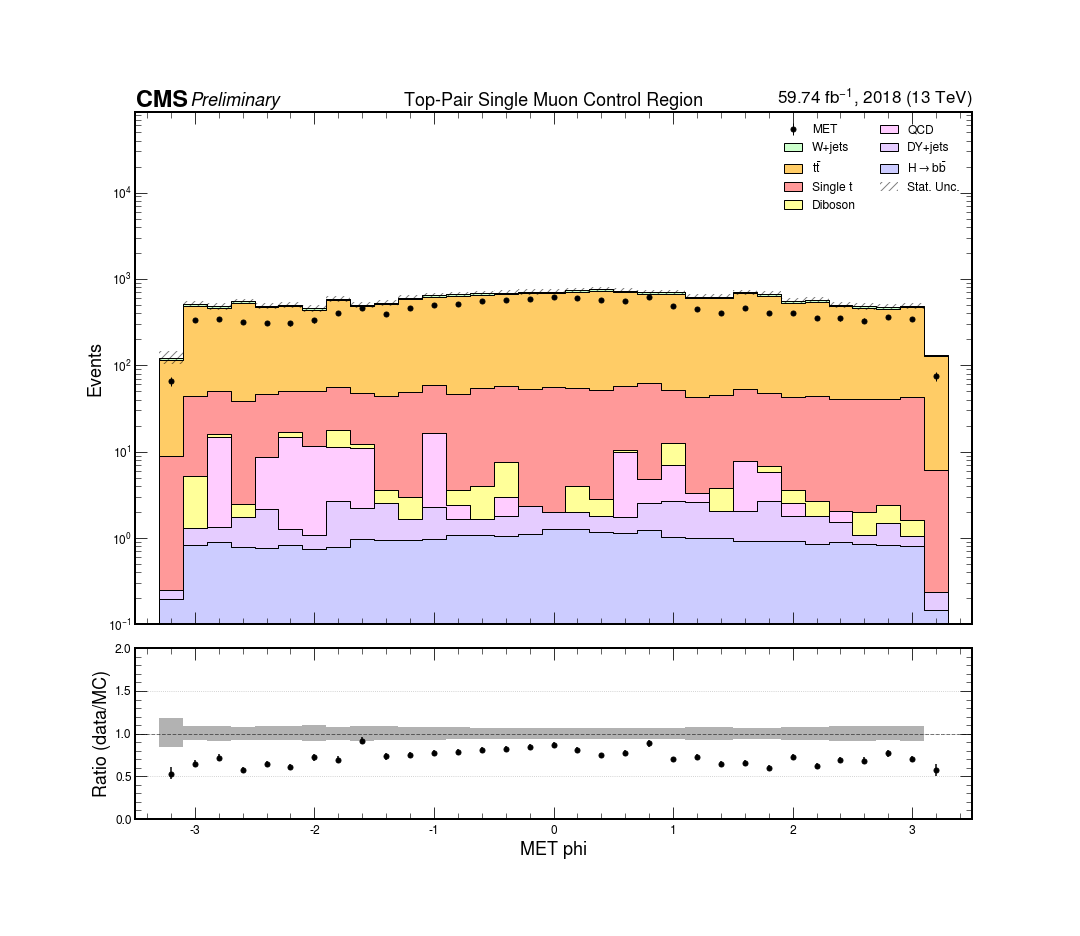 CMS Preliminary Top-Pair Single Muon Control Region 59.74 fb⁻¹, 2018 (13 TeV)
MET QCD
W+jets DY+jets
tt̄ H→bb̄
Single t Stat. Unc.
Diboson
10⁴
10³
10²
10¹
10⁰
10⁻¹
Events
2.0
1.5
1.0
0.5
0.0
Ratio (data/MC)
-3 -2 -1 0 1 2 3
MET phi